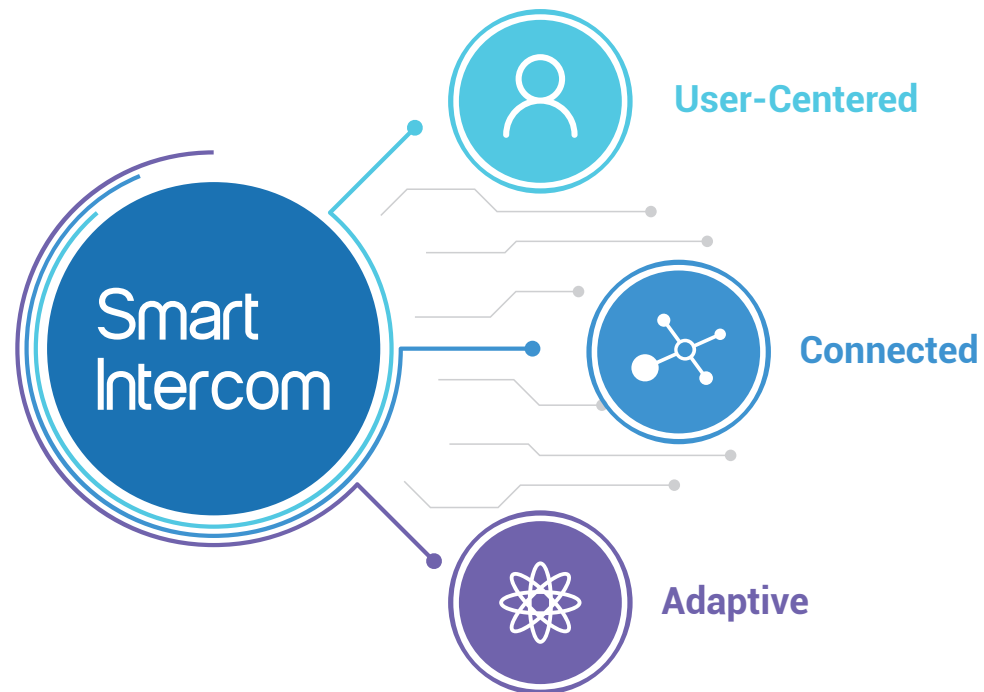 Smart
Intercom
User-Centered
Connected
Adaptive